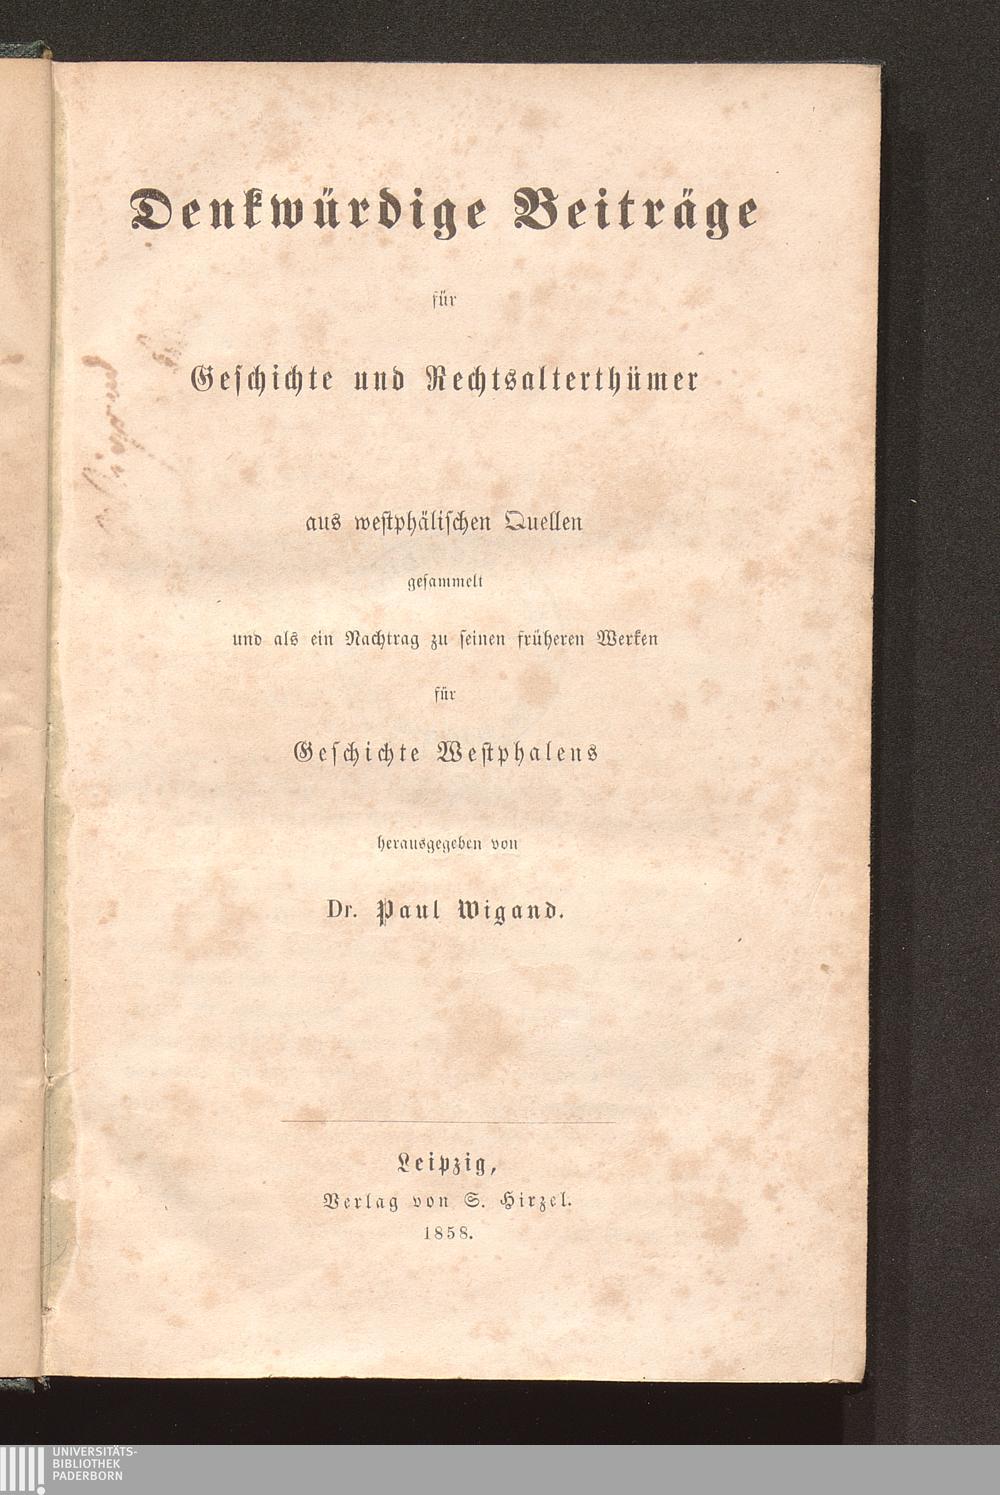 Denkwürdige Beiträge
für
Geschichte und Rechtsalterthümer
aus westphälischen Quellen
gesammelt
und als ein Nachtrag zu seinen früheren Werken
für
Geschichte Westphalens
herausgegeben von
Dr. Paul Wigand.
Leipzig,
Verlag von S. Hirzel.
1858.
UNIVERSITÄTS-
BIBLIOTHEK
PADERBORN